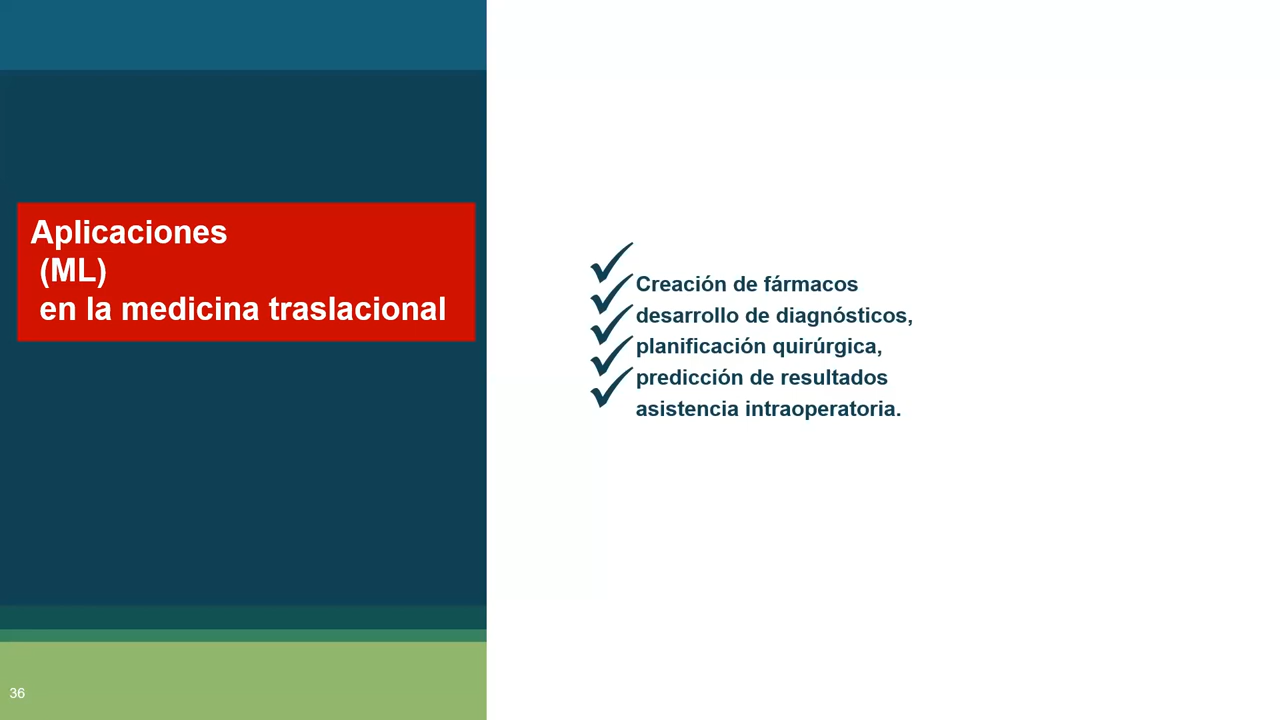 Aplicaciones
(ML)
en la medicina traslacional
Creación de fármacos
desarrollo de diagnósticos,
planificación quirúrgica,
predicción de resultados
asistencia intraoperatoria.
36